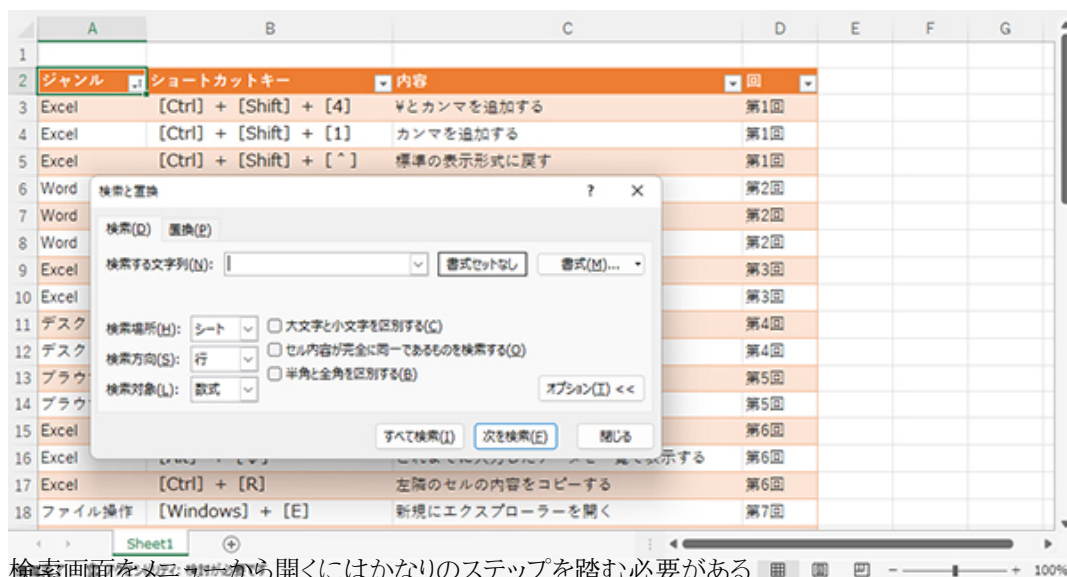 A B C D E F G
1
2 ジャンル ショートカットキー 内容 回
3 Excel [Ctrl] + [Shift] + [4] ¥とカンマを追加する 第1回
4 Excel [Ctrl] + [Shift] + [1] カンマを追加する 第1回
5 Excel [Ctrl] + [Shift] + [^] 標準の表示形式に戻す 第1回
6 Word 第2回
7 Word 第2回
8 Word 第2回
9 Excel 第3回
10 Excel 第3回
11 デスク 第4回
12 デスク 第4回
13 ブラウ 第5回
14 ブラウ 第5回
15 Excel 第6回
16 Excel 表示する 第6回
17 Excel [Ctrl] + [R] 左隣のセルの内容をコピーする 第6回
18 ファイル操作 [Windows] + [E] 新規にエクスプローラーを開く 第7回
検索と置換 ? ×
検索(D) 置換(P)
検索する文字列(N): 書式セットなし 書式(M)...
検索場所(H): シート 大文字と小文字を区別する(C)
検索方向(S): 行 セル内容が完全に同一であるものを検索する(O)
検索対象(L): 数式 半角と全角を区別する(B)
オプション(T) <<
すべて検索(I) 次を検索(F) 閉じる
Sheet1
検索画面をメニューから開くにはかなりのステップを踏む必要がある
100%